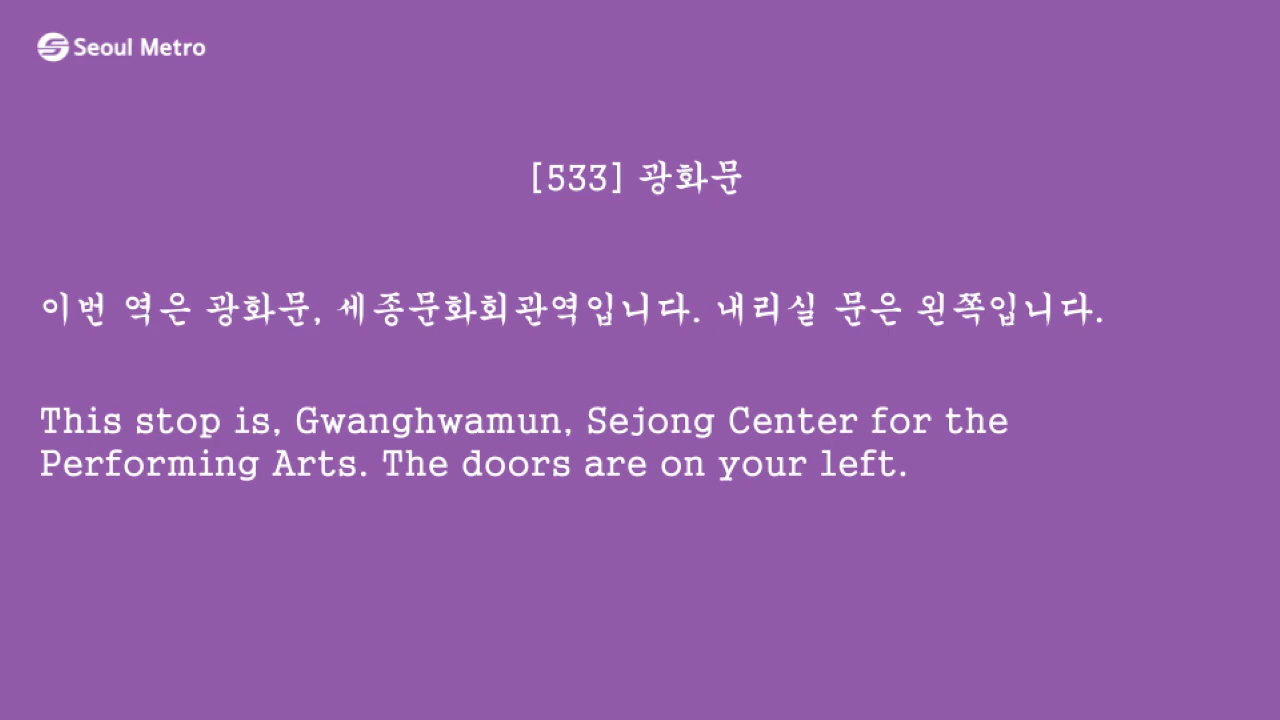 Seoul Metro
[533] 광화문
이번 역은 광화문, 세종문화회관역입니다. 내리실 문은 왼쪽입니다.
This stop is, Gwanghwamun, Sejong Center for the
Performing Arts. The doors are on your left.